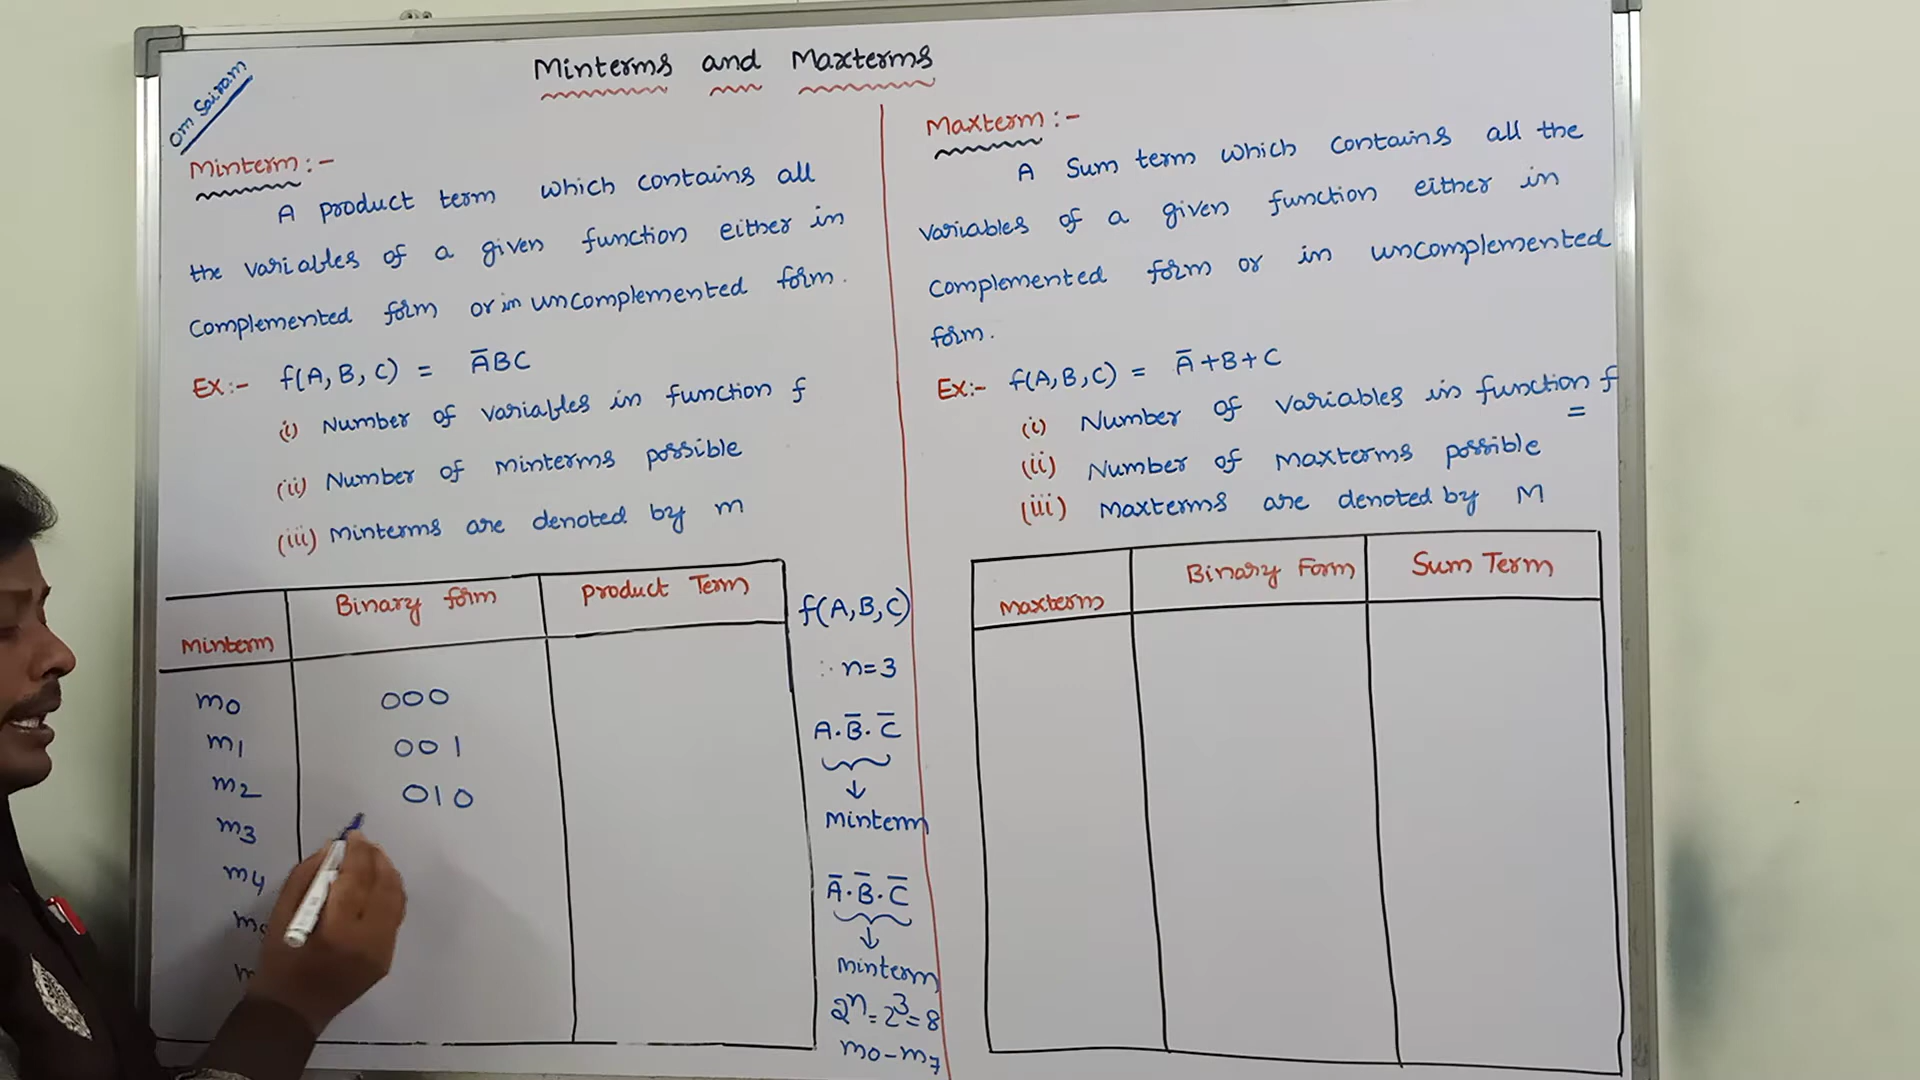 Minterms and Maxterms
Om Sairam
Minterm :-
A product term which contains all
the variables of a given function either in
complemented form or in uncomplemented form.
Ex:- f(A, B, C) = A̅BC
(i) Number of variables in function f
(ii) Number of minterms possible
(iii) Minterms are denoted by m
Minterm Binary form Product Term
m0 000
m1 001
m2 010
m3
m4
f(A,B,C)
∴ n=3
A.B̅.C̅
↓
Minterm
A̅.B̅.C̅
↓
Minterm
2ⁿ=2³=8
m0-m7
Maxterm :-
A Sum term which contains all the
variables of a given function either in
complemented form or in uncomplemented
form.
Ex:- f(A,B,C) = A̅+B+C
(i) Number of variables in function f
(ii) Number of maxterms possible
(iii) Maxterms are denoted by M
Maxterm Binary Form Sum Term